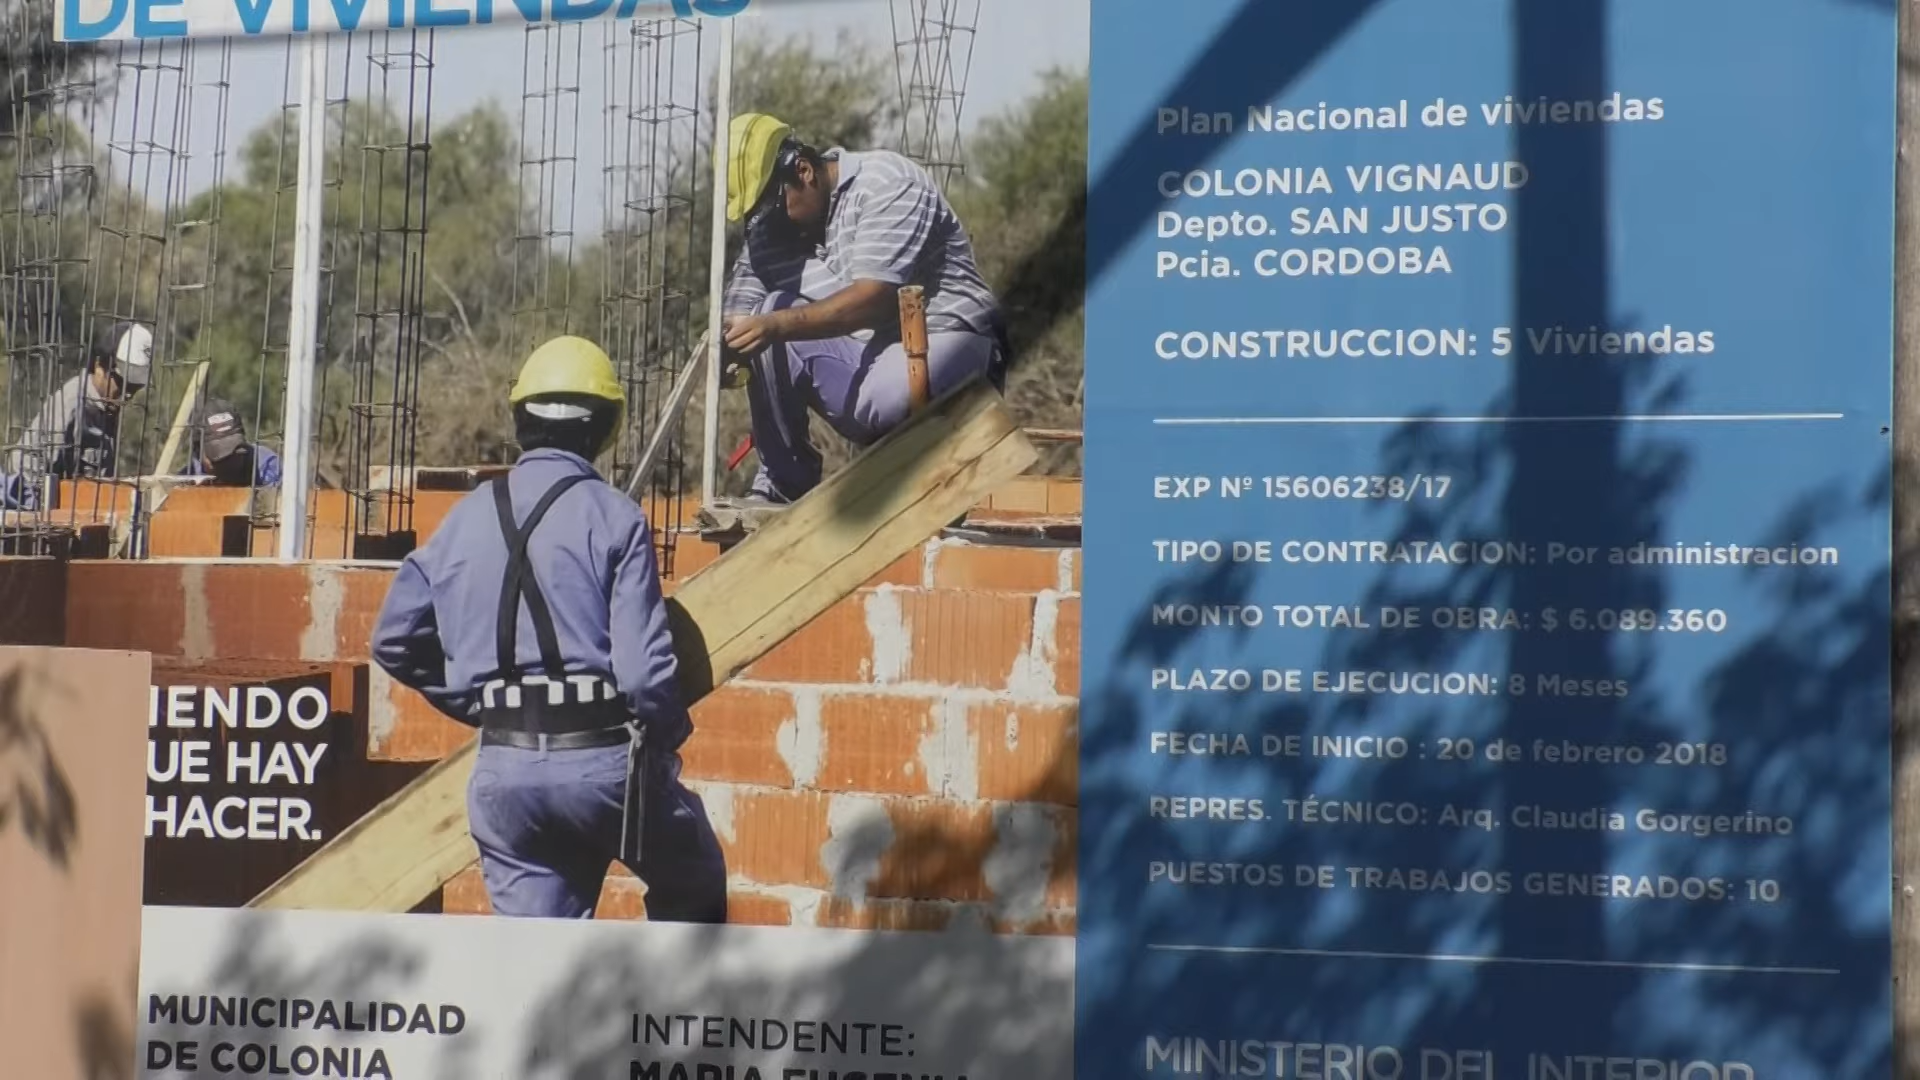 DE VIVIENDAS
IENDO
UE HAY
HACER.
MUNICIPALIDAD
DE COLONIA
INTENDENTE:
MARIA EUGENIA
Plan Nacional de viviendas
COLONIA VIGNAUD
Depto. SAN JUSTO
Pcia. CORDOBA
CONSTRUCCION: 5 Viviendas
EXP Nº 15606238/17
TIPO DE CONTRATACION: Por administracion
MONTO TOTAL DE OBRA: $ 6.089.360
PLAZO DE EJECUCION: 8 Meses
FECHA DE INICIO : 20 de febrero 2018
REPRES. TÉCNICO: Arq. Claudia Gorgerino
PUESTOS DE TRABAJOS GENERADOS: 10
MINISTERIO DEL INTERIOR